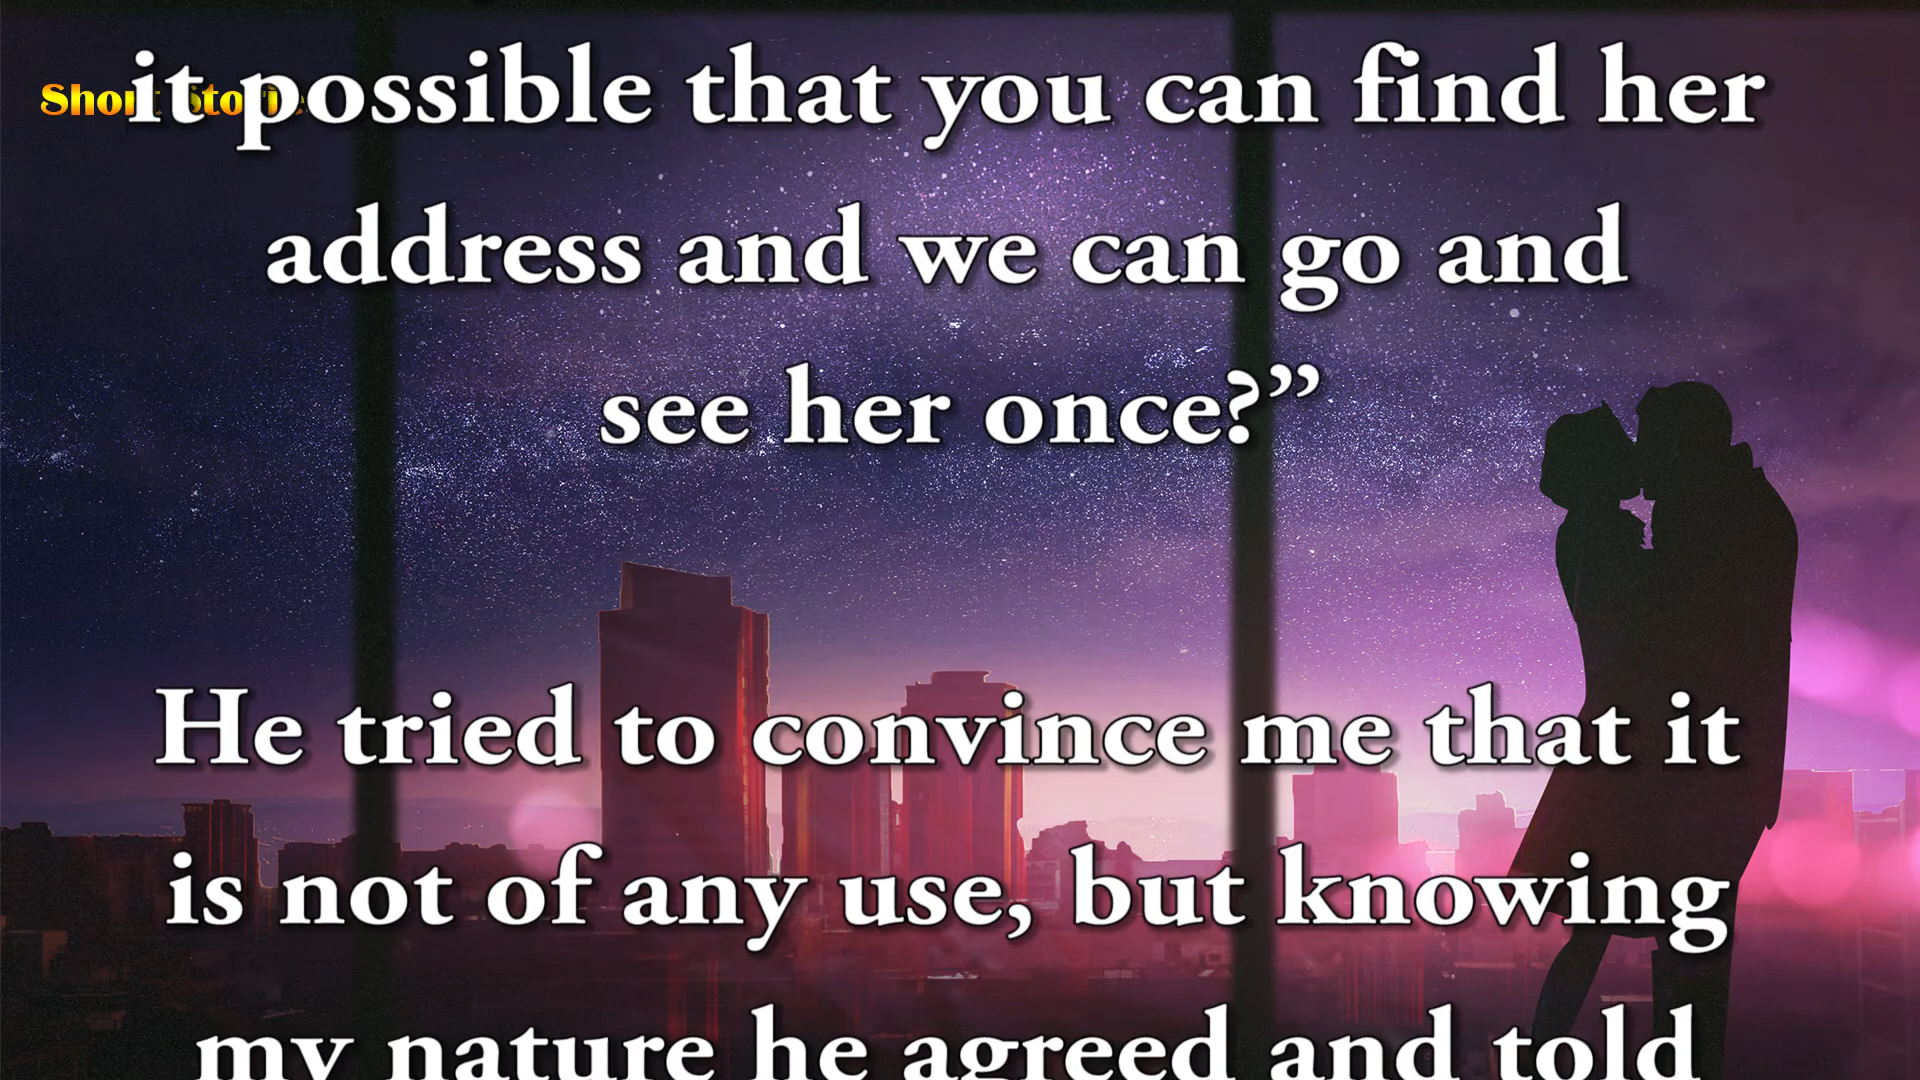 Short Stories
it possible that you can find her
address and we can go and
see her once?”
He tried to convince me that it
is not of any use, but knowing
my nature he agreed and told